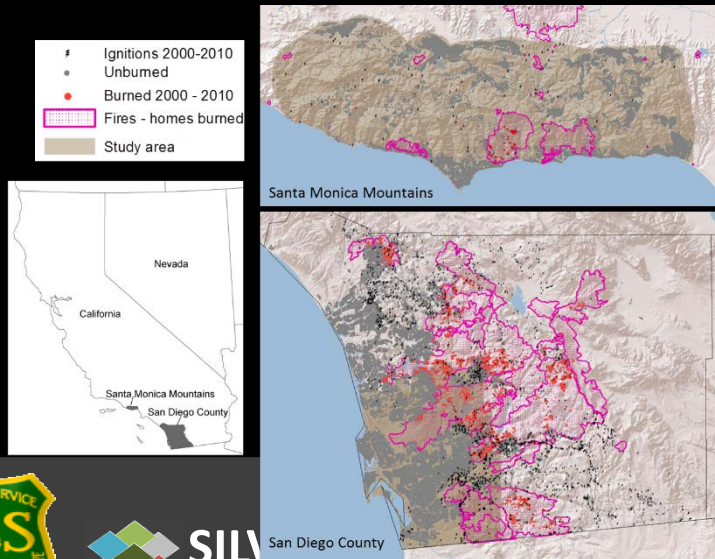 Ignitions 2000-2010
Unburned
Burned 2000 - 2010
Fires - homes burned
Study area
Santa Monica Mountains
Nevada
California
Santa Monica Mountains
San Diego County
San Diego County